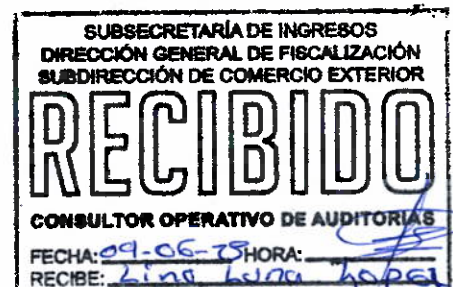 SUBSECRETARÍA DE INGRESOS
DIRECCIÓN GENERAL DE FISCALIZACIÓN
SUBDIRECCIÓN DE COMERCIO EXTERIOR
RECIBIDO
CONSULTOR OPERATIVO DE AUDITORIAS
FECHA: 09-06-25 HORA:
RECIBE: Lino Luna Lopez